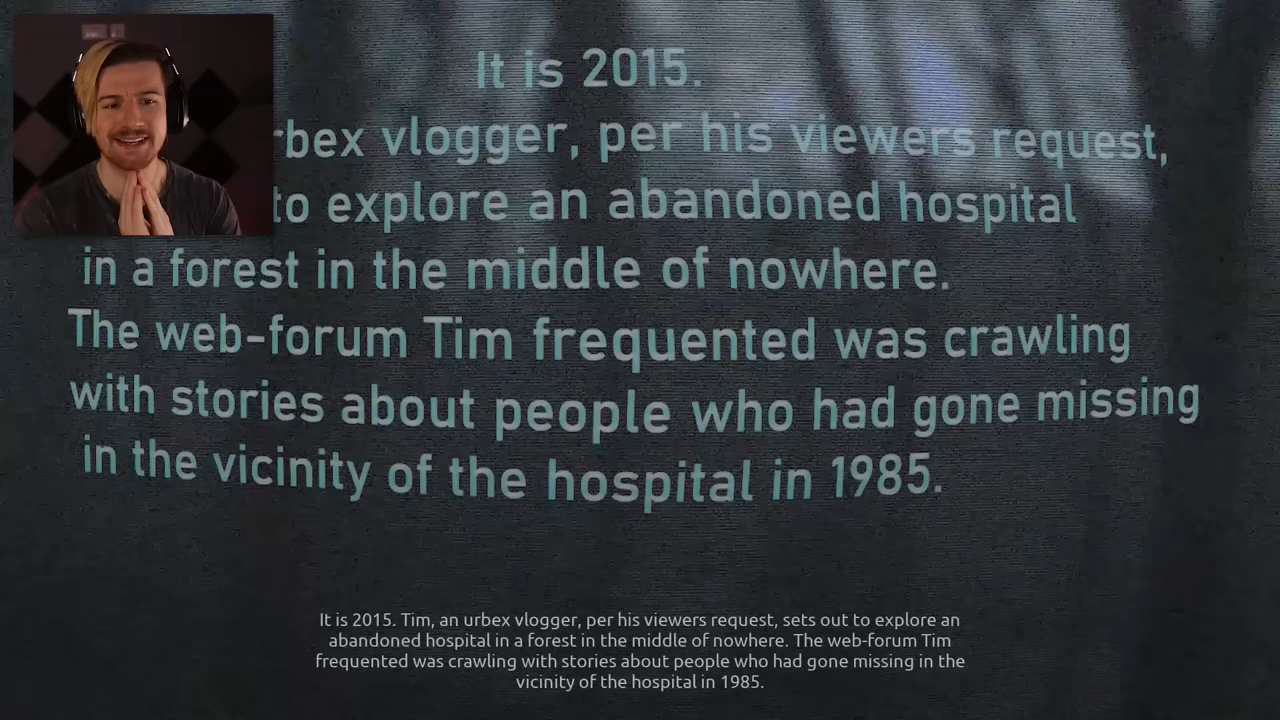 It is 2015.
rbex vlogger, per his viewers request,
to explore an abandoned hospital
in a forest in the middle of nowhere.
The web-forum Tim frequented was crawling
with stories about people who had gone missing
in the vicinity of the hospital in 1985.
It is 2015. Tim, an urbex vlogger, per his viewers request, sets out to explore an
abandoned hospital in a forest in the middle of nowhere. The web-forum Tim
frequented was crawling with stories about people who had gone missing in the
vicinity of the hospital in 1985.